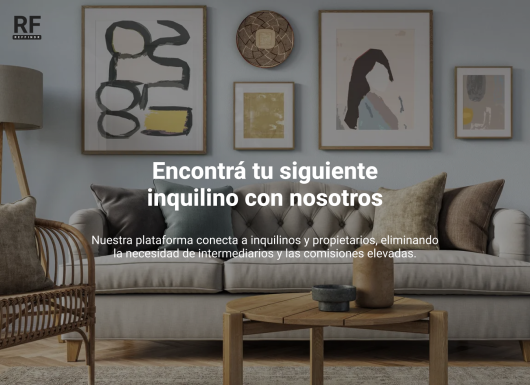 RF
Encontrá tu siguiente
inquilino con nosotros
Nuestra plataforma conecta a inquilinos y propietarios, eliminando
la necesidad de intermediarios y las comisiones elevadas.